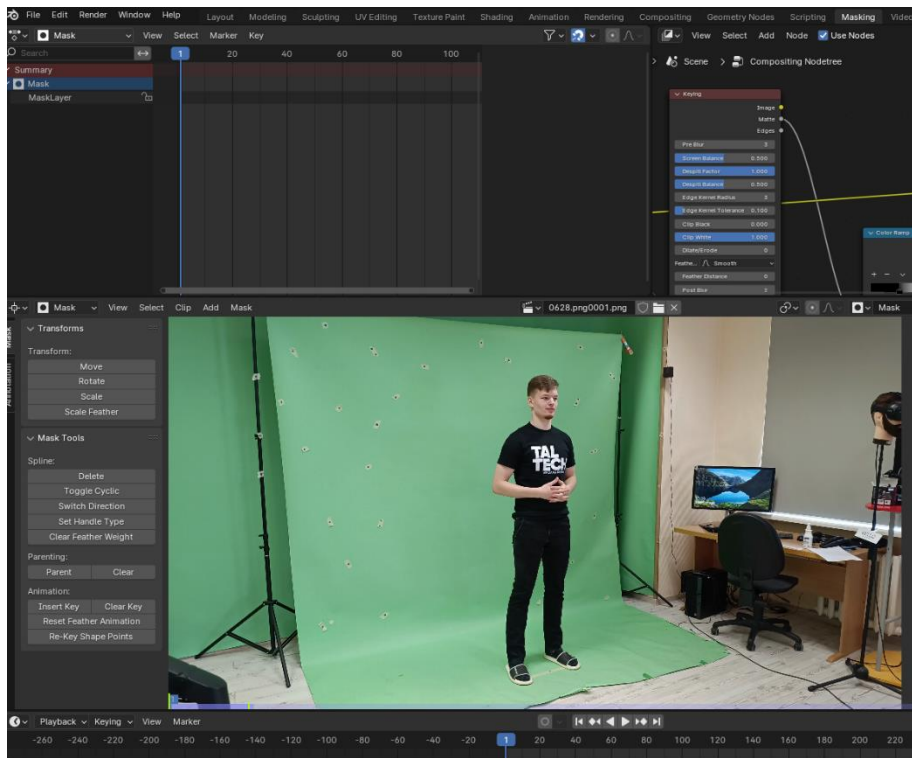 File Edit Render Window Help Layout Modeling Sculpting UV Editing Texture Paint Shading Animation Rendering Compositing Geometry Nodes Scripting Masking Video
Mask View Select Marker Key
View Select Add Node Use Nodes
Search
1 20 40 60 80 100
Scene > Compositing Nodetree
Summary
Mask
MaskLayer
Keying
Image
Matte
Edges
Pre Blur 0
Screen Balance 0.500
Despill Factor 1.000
Despill Balance 0.500
Edge Kernel Radius 3
Edge Kernel Tolerance 0.100
Clip Black 0.000
Clip White 1.000
Dilate/Erode 0
Feathe... Smooth
Feather Distance 0
Post Blur
Color Ramp
Mask View Select Clip Add Mask 0628.png0001.png Mask
Mask
Annotation
Transforms
Transform:
Move
Rotate
Scale
Scale Feather
Mask Tools
Spline:
Delete
Toggle Cyclic
Switch Direction
Set Handle Type
Clear Feather Weight
Parenting:
Parent Clear
Animation:
Insert Key Clear Key
Reset Feather Animation
Re-Key Shape Points
TAL
TECH
Playback Keying View Marker
-260 -240 -220 -200 -180 -160 -140 -120 -100 -80 -60 -40 -20 1 20 40 60 80 100 120 140 160 180 200 220